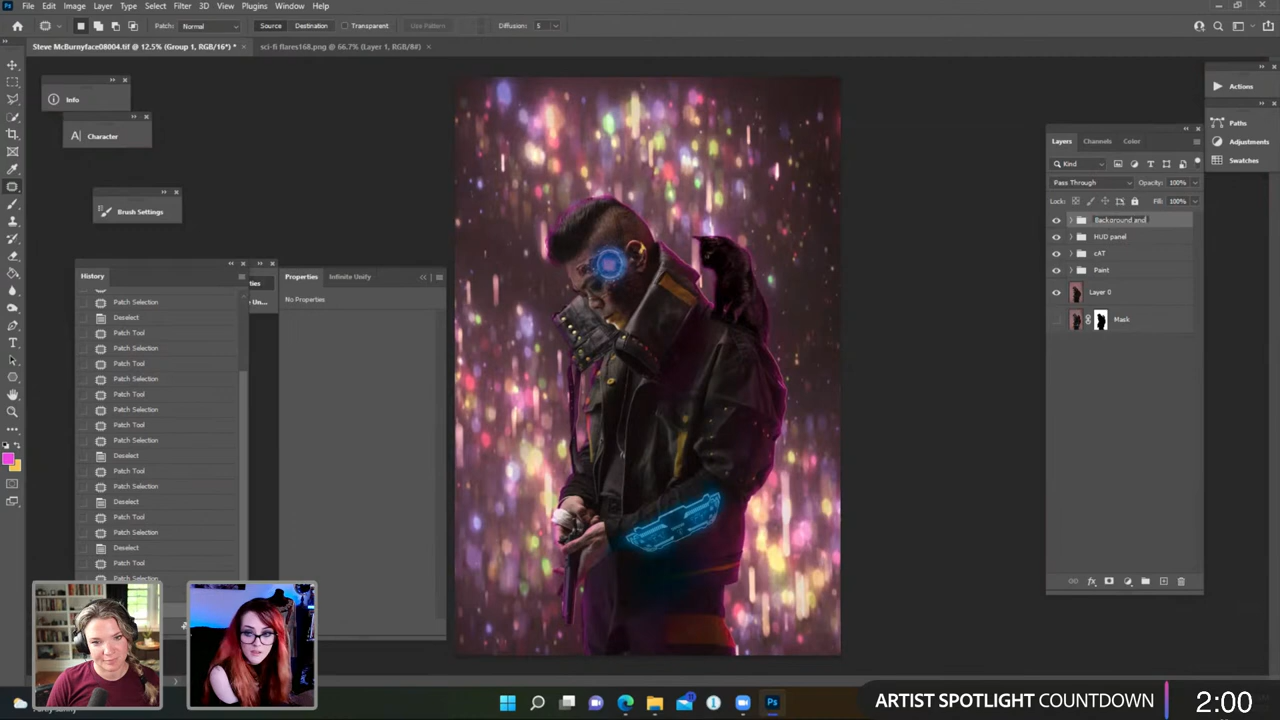 File Edit Image Layer Type Select Filter 3D View Plugins Window Help
Patch: Normal Source Destination Transparent Use Pattern Diffusion: 5
Steve McBurnyface08004.tif @ 12.5% (Group 1, RGB/16*) * × sci-fi flares168.png @ 66.7% (Layer 1, RGB/8#) ×
Info
Character
Brush Settings
History
Patch Selection
Deselect
Patch Tool
Patch Selection
Patch Tool
Patch Selection
Patch Tool
Patch Selection
Patch Tool
Patch Selection
Deselect
Patch Tool
Patch Selection
Deselect
Patch Tool
Patch Selection
Deselect
Patch Tool
Patch Selection
Properties Infinite Unify
No Properties
Actions
Paths
Adjustments
Swatches
Layers Channels Color
Kind
Pass Through Opacity: 100%
Lock: Fill: 100%
Background and
HUD panel
cAT
Paint
Layer 0
Mask
ARTIST SPOTLIGHT COUNTDOWN 2:00